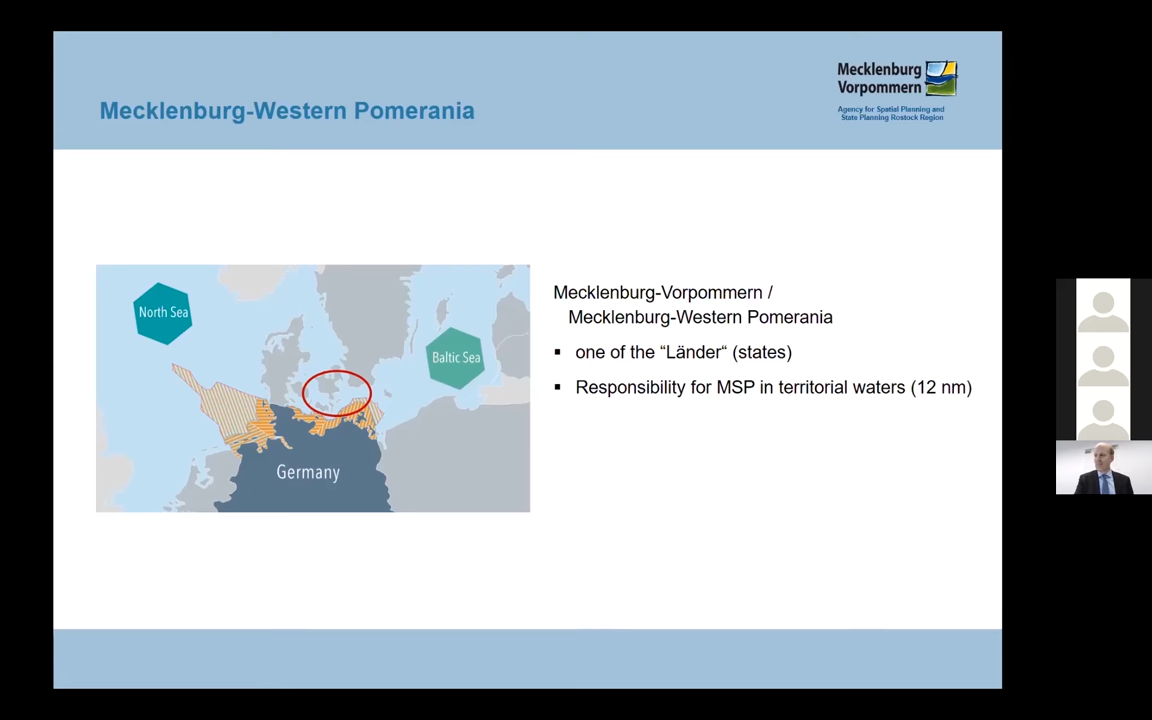 Mecklenburg-Western Pomerania
Mecklenburg
Vorpommern
Agency for Spatial Planning and
State Planning Rostock Region
North Sea
Baltic Sea
Germany
Mecklenburg-Vorpommern /
Mecklenburg-Western Pomerania
▪ one of the “Länder“ (states)
▪ Responsibility for MSP in territorial waters (12 nm)